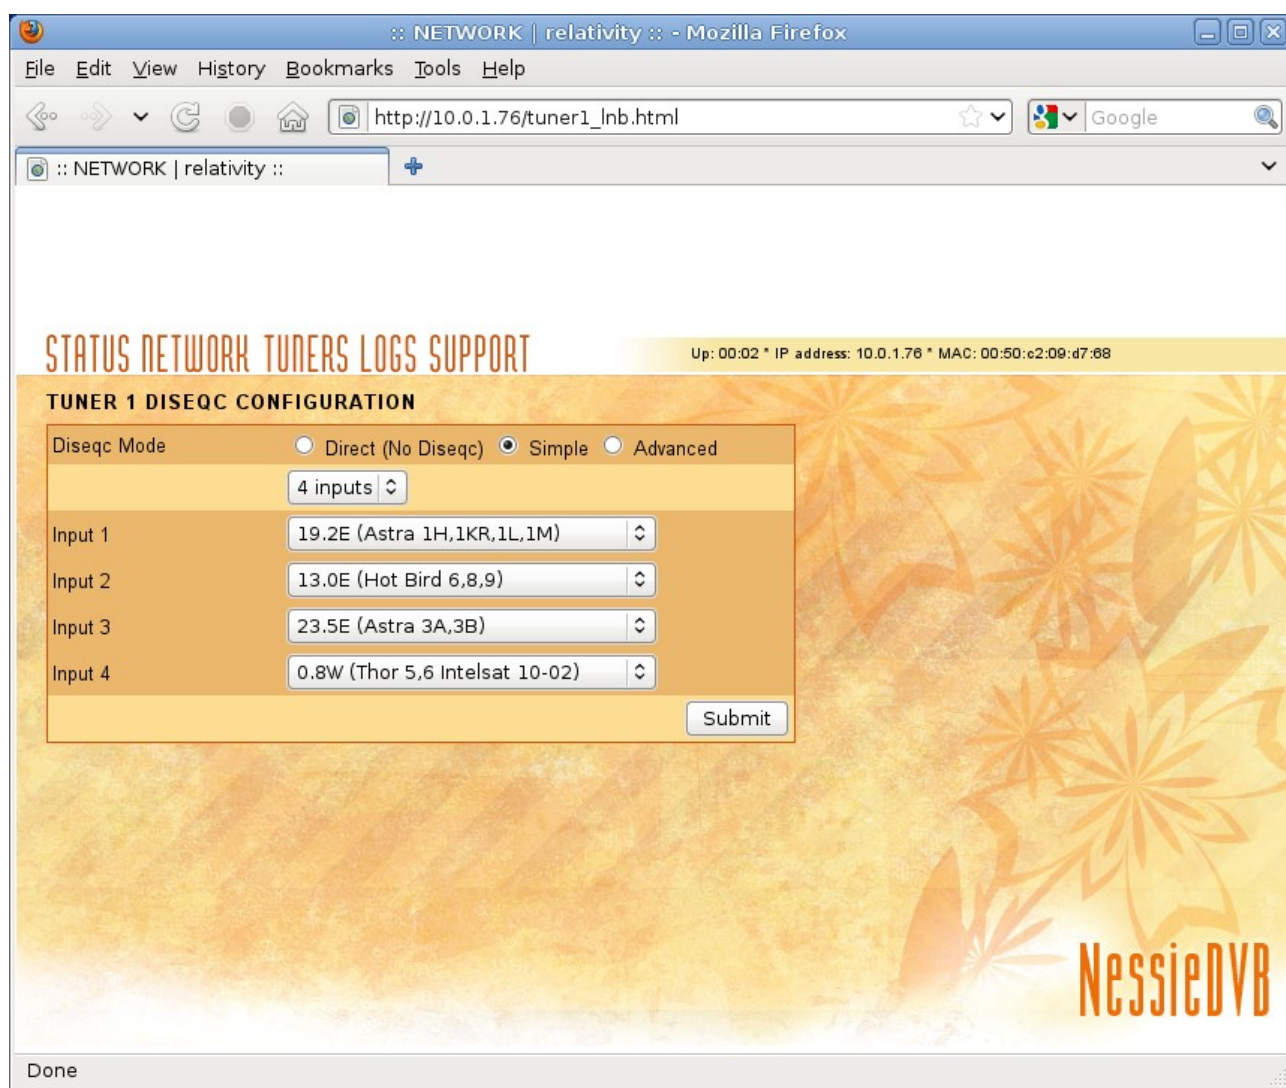 :: NETWORK | relativity :: - Mozilla Firefox
File Edit View History Bookmarks Tools Help
http://10.0.1.76/tuner1_lnb.html Google
:: NETWORK | relativity ::
STATUS NETWORK TUNERS LOGS SUPPORT
Up: 00:02 * IP address: 10.0.1.76 * MAC: 00:50:c2:09:d7:68
TUNER 1 DISEQC CONFIGURATION
Diseqc Mode Direct (No Diseqc) Simple Advanced
4 inputs
Input 1 19.2E (Astra 1H,1KR,1L,1M)
Input 2 13.0E (Hot Bird 6,8,9)
Input 3 23.5E (Astra 3A,3B)
Input 4 0.8W (Thor 5,6 Intelsat 10-02)
Submit
NessieDVB
Done